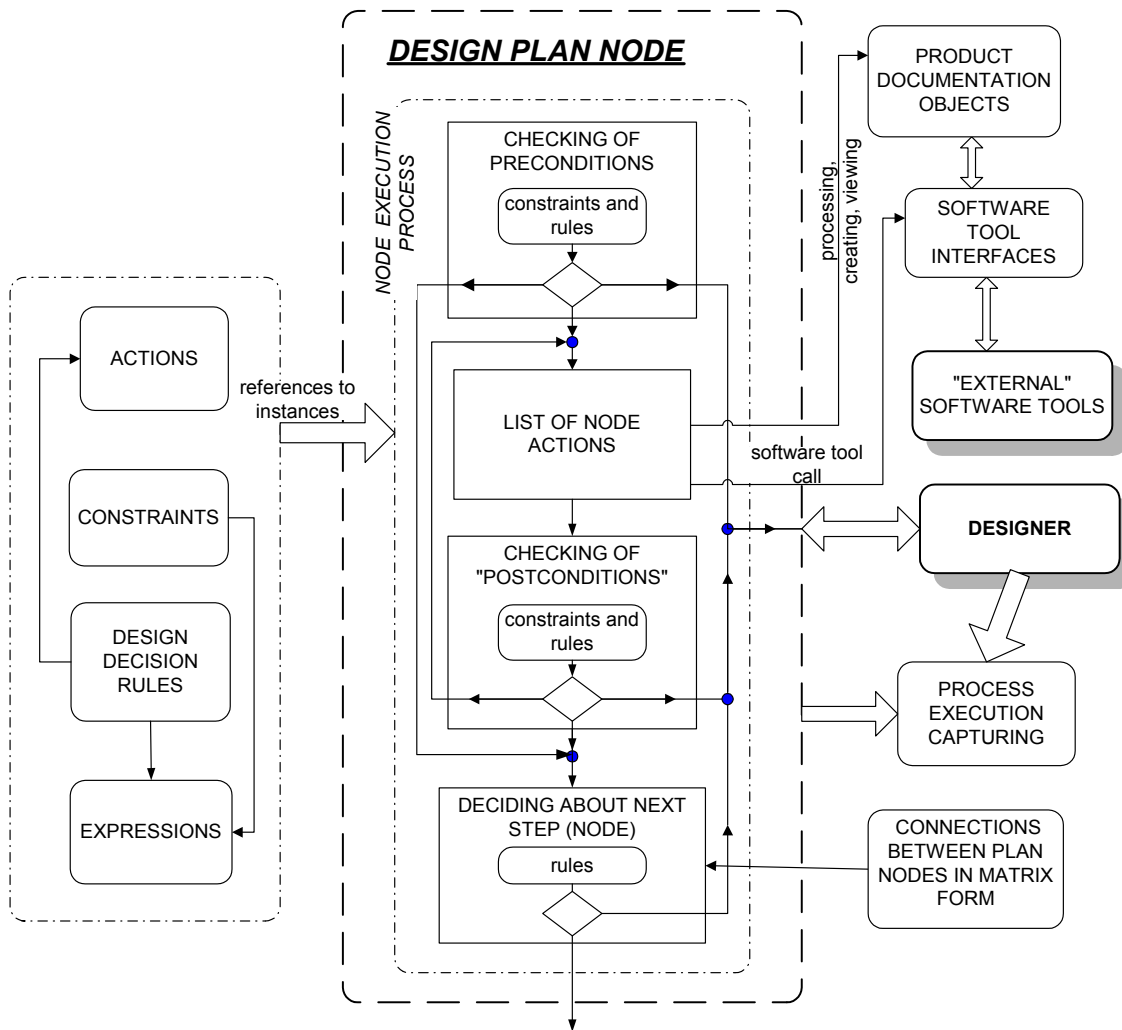 DESIGN PLAN NODE
NODE EXECUTION
PROCESS
CHECKING OF
PRECONDITIONS
constraints and
rules
LIST OF NODE
ACTIONS
CHECKING OF
"POSTCONDITIONS"
constraints and
rules
DECIDING ABOUT NEXT
STEP (NODE)
rules
ACTIONS
CONSTRAINTS
DESIGN
DECISION
RULES
EXPRESSIONS
references to
instances
processing,
creating, viewing
software tool
call
PRODUCT
DOCUMENTATION
OBJECTS
SOFTWARE
TOOL
INTERFACES
"EXTERNAL"
SOFTWARE TOOLS
DESIGNER
PROCESS
EXECUTION
CAPTURING
CONNECTIONS
BETWEEN PLAN
NODES IN MATRIX
FORM